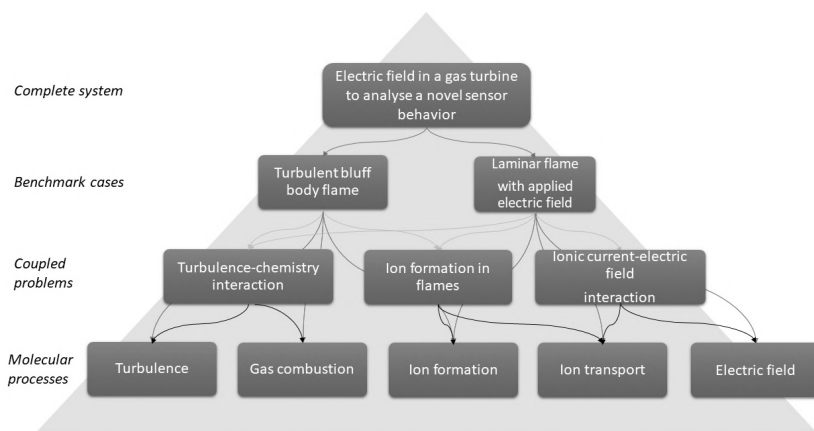 Complete system
Electric field in a gas turbine
to analyse a novel sensor
behavior
Benchmark cases
Turbulent bluff
body flame
Laminar flame
with applied
electric field
Coupled
problems
Turbulence-chemistry
interaction
Ion formation in
flames
Ionic current-electric
field
interaction
Molecular
processes
Turbulence
Gas combustion
Ion formation
Ion transport
Electric field